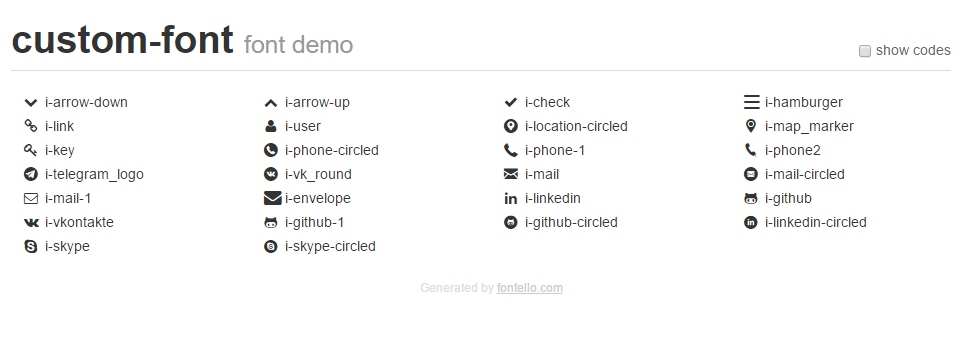 custom-font font demo
show codes
i-arrow-down i-arrow-up i-check i-hamburger
i-link i-user i-location-circled i-map_marker
i-key i-phone-circled i-phone-1 i-phone2
i-telegram_logo i-vk_round i-mail i-mail-circled
i-mail-1 i-envelope i-linkedin i-github
i-vkontakte i-github-1 i-github-circled i-linkedin-circled
i-skype i-skype-circled
Generated by fontello.com